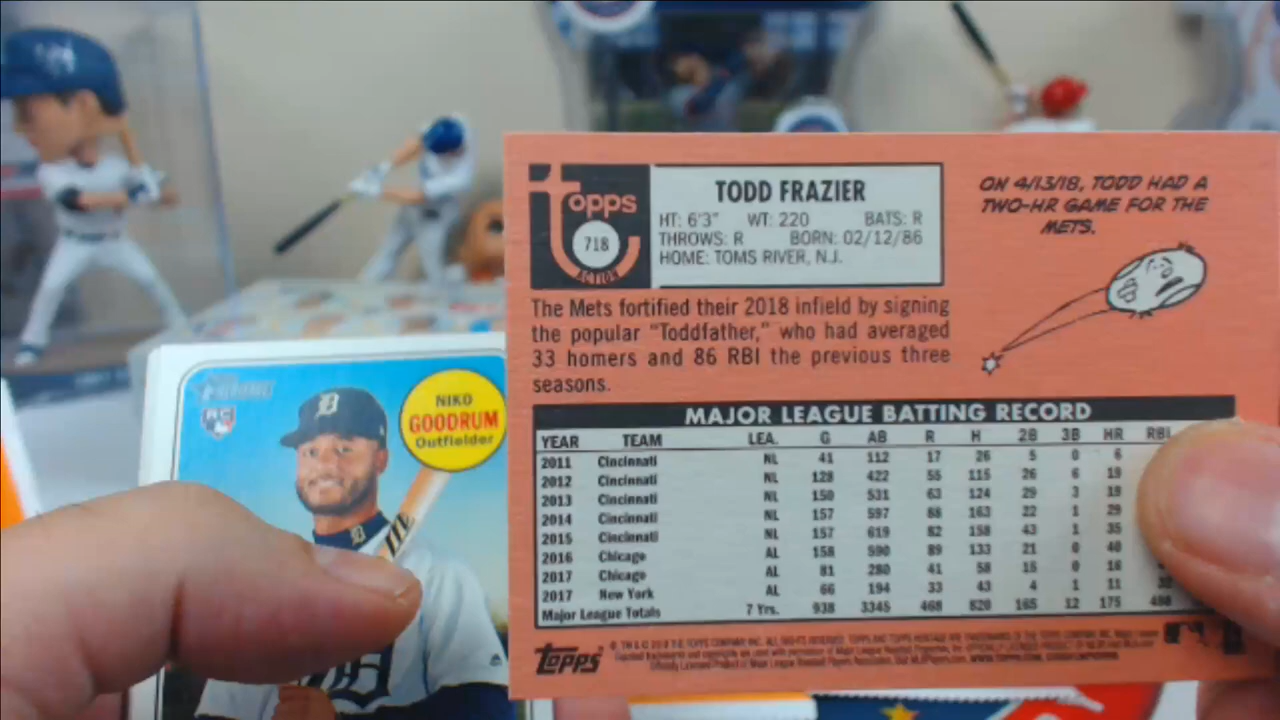 NIKO
GOODRUM
Outfielder
RC
topps
718
ACTION
TODD FRAZIER
HT: 6'3" WT: 220 BATS: R
THROWS: R BORN: 02/12/86
HOME: TOMS RIVER, N.J.
ON 4/13/18, TODD HAD A
TWO-HR GAME FOR THE
METS.
The Mets fortified their 2018 infield by signing
the popular "Toddfather," who had averaged
33 homers and 86 RBI the previous three
seasons.
MAJOR LEAGUE BATTING RECORD
YEAR TEAM LEA. G AB R H 2B 3B HR RBI
2011 Cincinnati NL 41 112 17 26 5 0 6
2012 Cincinnati NL 128 422 55 115 26 6 19
2013 Cincinnati NL 150 531 63 124 29 3 19
2014 Cincinnati NL 157 597 88 163 22 1 29
2015 Cincinnati NL 157 619 82 158 43 1 35
2016 Chicago AL 158 590 89 133 21 0 40
2017 Chicago AL 81 280 41 58 15 0 16
2017 New York AL 66 194 33 43 4 1 11
Major League Totals 7 Yrs. 938 3345 468 820 165 12 175
Topps